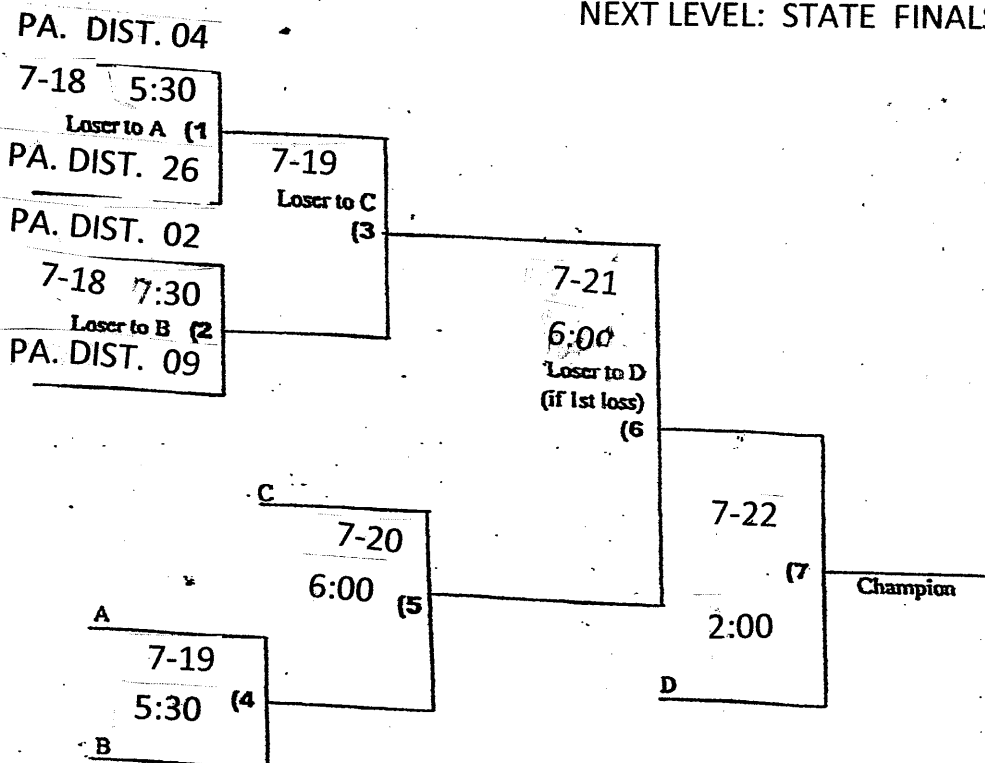 NEXT LEVEL: STATE FINALS
PA. DIST. 04
7-18 5:30
Loser to A (1
PA. DIST. 26
7-19
Loser to C
(3
PA. DIST. 02
7-18 7:30
Loser to B (2
PA. DIST. 09
7-21
6:00
Loser to D
(if 1st loss)
(6
C
7-20
6:00 (5
7-22
(7
Champion
2:00
A
7-19
5:30 (4
D
B